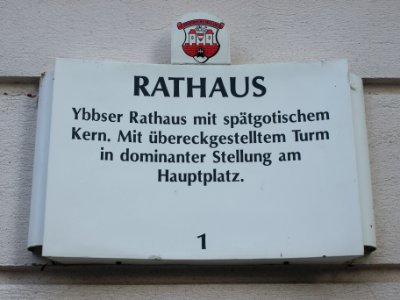 RATHAUS
Ybbser Rathaus mit spätgotischem
Kern. Mit übereckgestelltem Turm
in dominanter Stellung am
Hauptplatz.
1